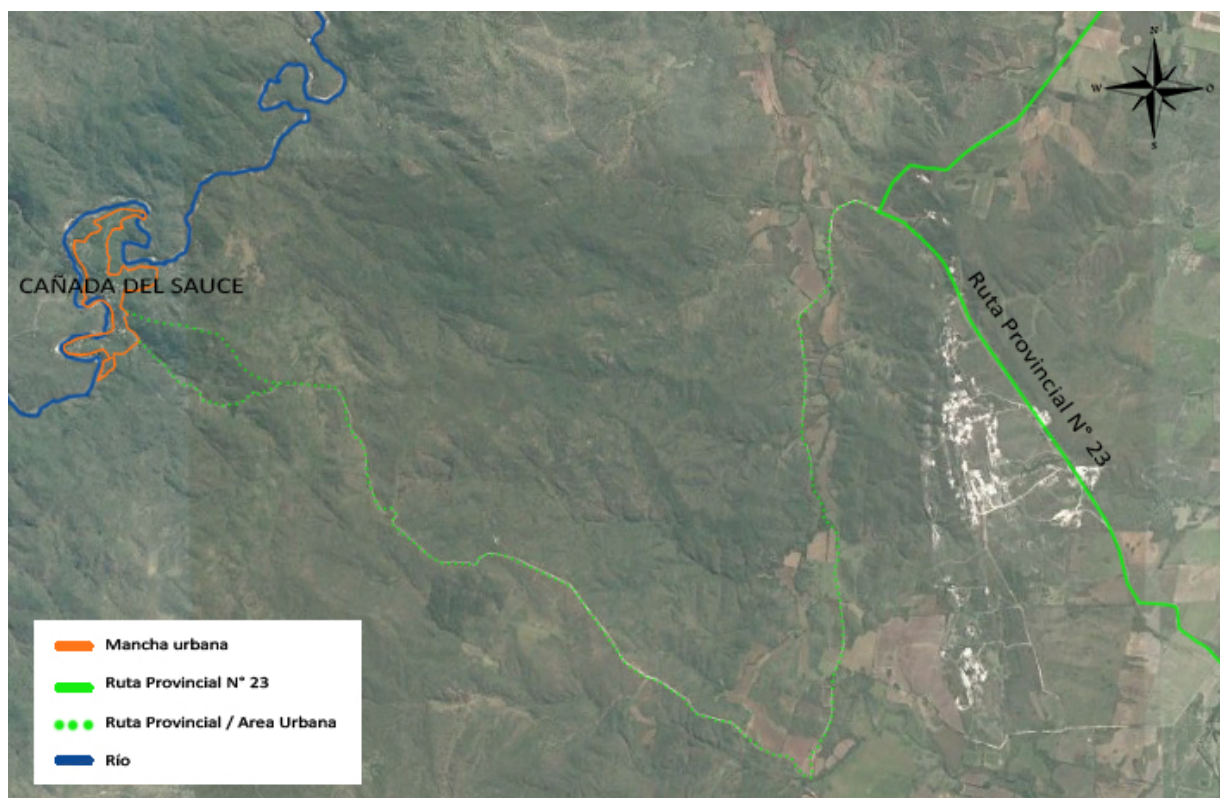 N
W
O
S
CAÑADA DEL SAUCE
Ruta Provincial N° 23
Mancha urbana
Ruta Provincial N° 23
Ruta Provincial / Area Urbana
Río